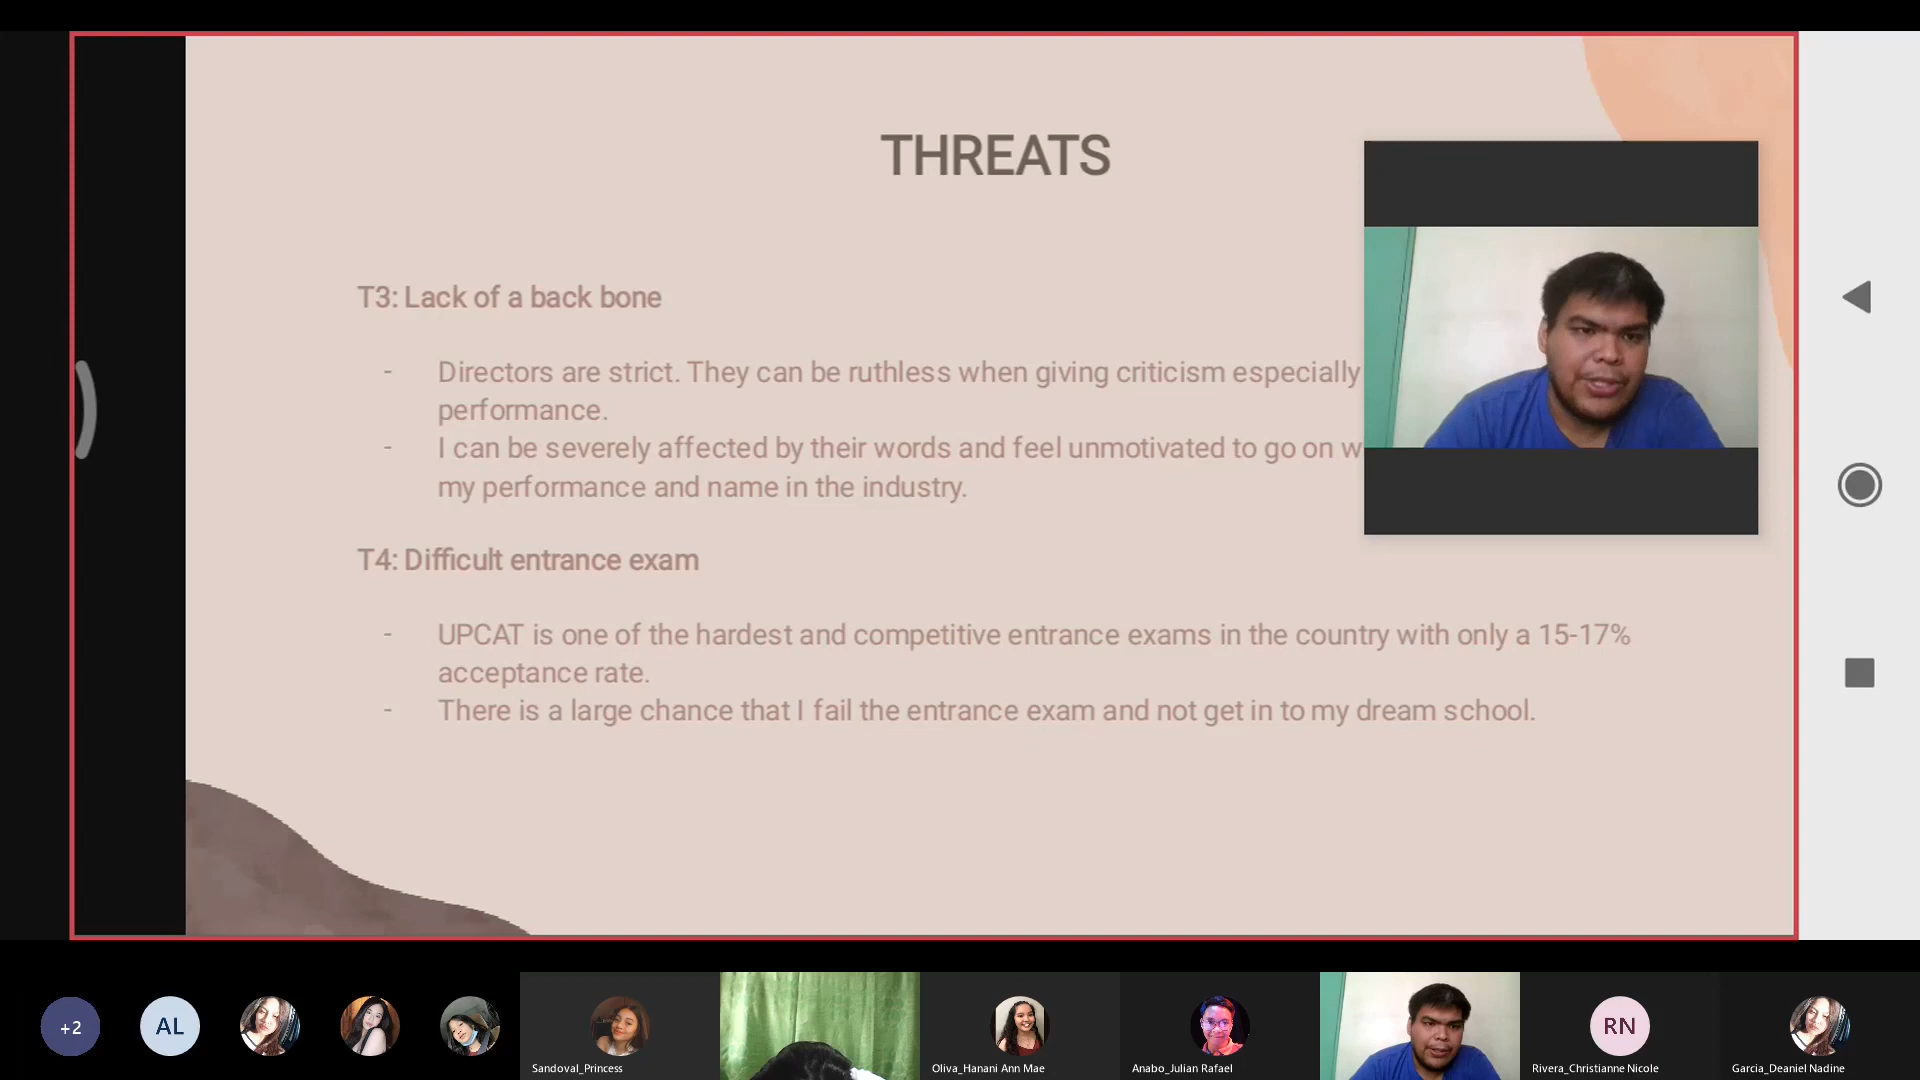 THREATS
T3: Lack of a back bone
- Directors are strict. They can be ruthless when giving criticism especially
performance.
- I can be severely affected by their words and feel unmotivated to go on w
my performance and name in the industry.
T4: Difficult entrance exam
- UPCAT is one of the hardest and competitive entrance exams in the country with only a 15-17%
acceptance rate.
- There is a large chance that I fail the entrance exam and not get in to my dream school.
+2
AL
RN
Sandoval_Princess
Oliva_Hanani Ann Mae
Anabo_Julian Rafael
Rivera_Christianne Nicole
Garcia_Deaniel Nadine